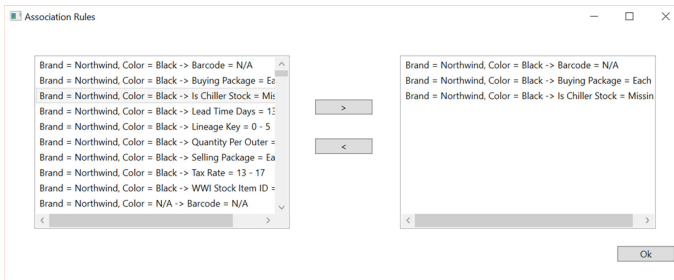 Association Rules
Brand = Northwind, Color = Black -> Barcode = N/A
Brand = Northwind, Color = Black -> Buying Package = Ea
Brand = Northwind, Color = Black -> Is Chiller Stock = Mis
Brand = Northwind, Color = Black -> Lead Time Days = 13
Brand = Northwind, Color = Black -> Lineage Key = 0 - 5
Brand = Northwind, Color = Black -> Quantity Per Outer =
Brand = Northwind, Color = Black -> Selling Package = Ea
Brand = Northwind, Color = Black -> Tax Rate = 13 - 17
Brand = Northwind, Color = Black -> WWI Stock Item ID =
Brand = Northwind, Color = N/A -> Barcode = N/A
>
<
Brand = Northwind, Color = Black -> Barcode = N/A
Brand = Northwind, Color = Black -> Buying Package = Each
Brand = Northwind, Color = Black -> Is Chiller Stock = Missin
Ok